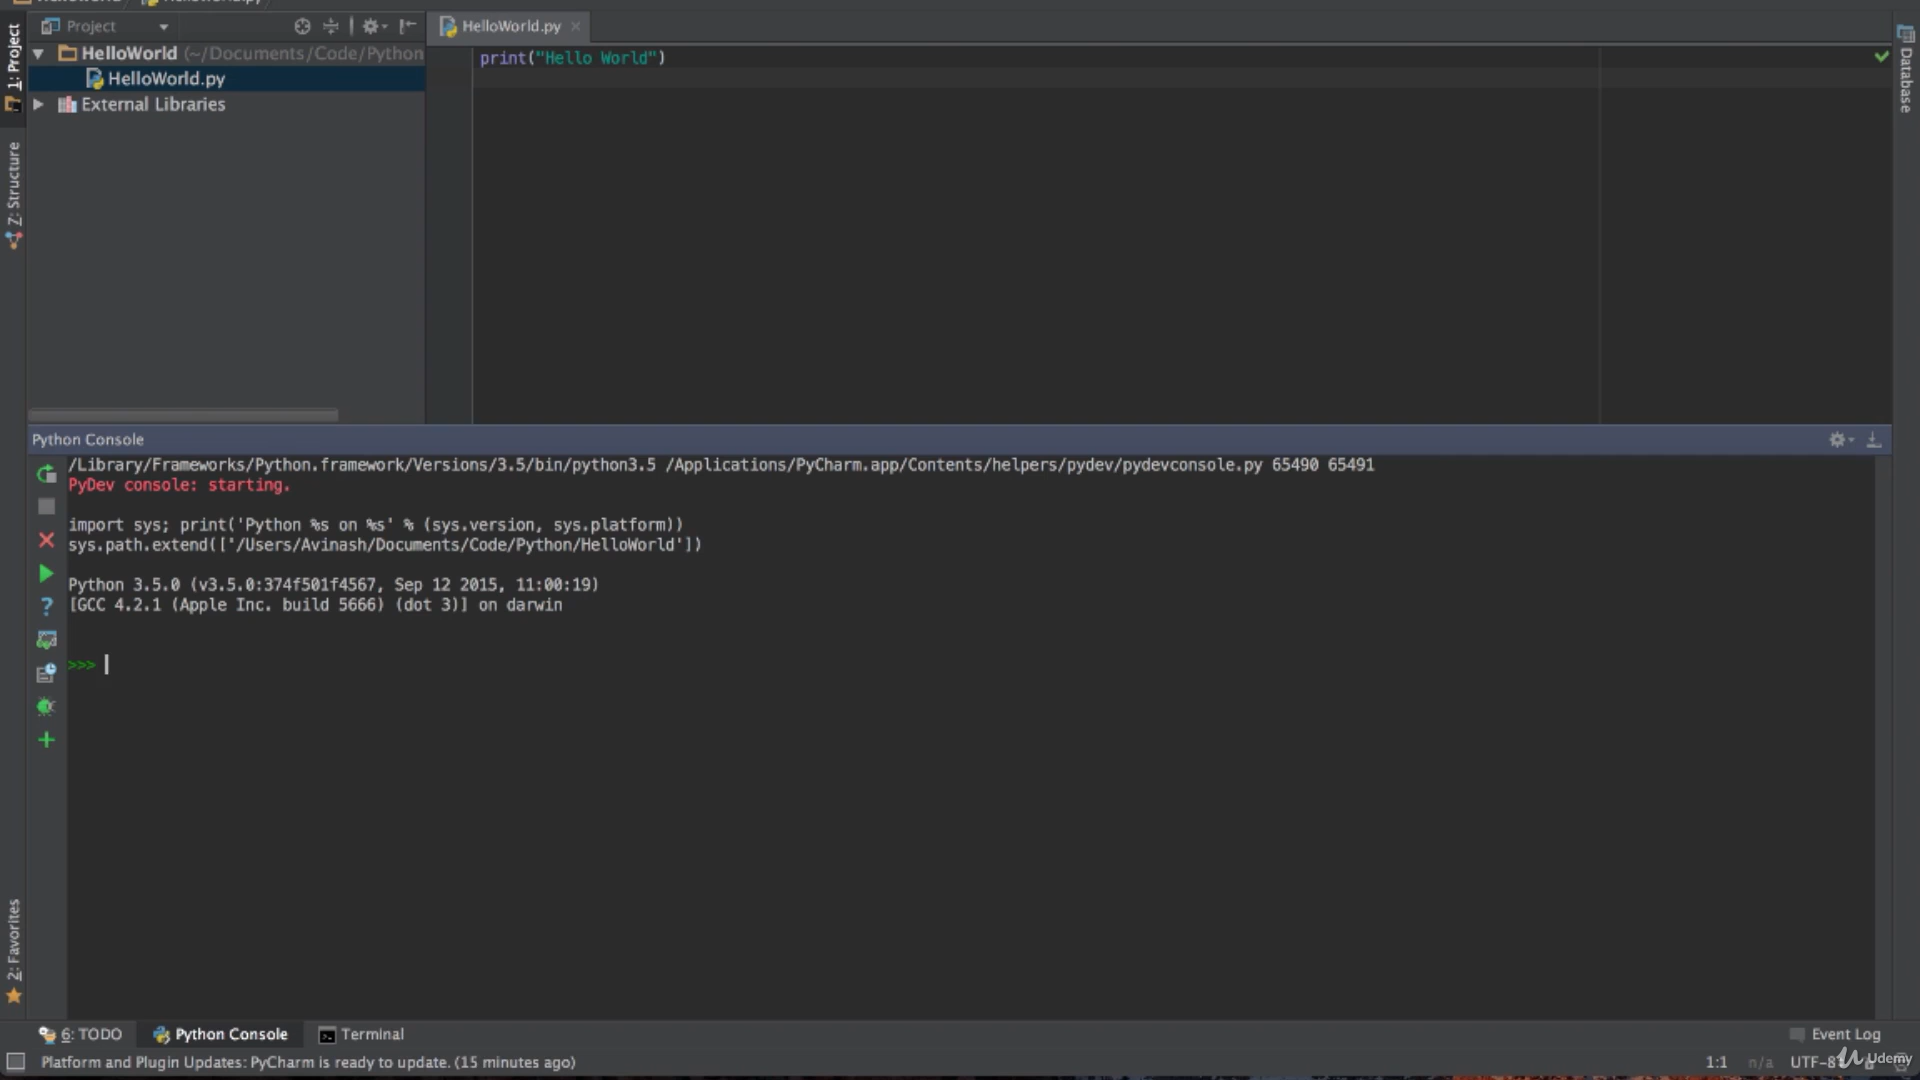 Project
HelloWorld.py
HelloWorld (~/Documents/Code/Python
HelloWorld.py
External Libraries
print("Hello World")
1: Project
Z: Structure
2: Favorites
Database
Python Console
/Library/Frameworks/Python.framework/Versions/3.5/bin/python3.5 /Applications/PyCharm.app/Contents/helpers/pydev/pydevconsole.py 65490 65491
PyDev console: starting.
import sys; print('Python %s on %s' % (sys.version, sys.platform))
sys.path.extend(['/Users/Avinash/Documents/Code/Python/HelloWorld'])
Python 3.5.0 (v3.5.0:374f501f4567, Sep 12 2015, 11:00:19)
[GCC 4.2.1 (Apple Inc. build 5666) (dot 3)] on darwin
>>>
6: TODO
Python Console
Terminal
Event Log
Platform and Plugin Updates: PyCharm is ready to update. (15 minutes ago)
1:1
n/a
UTF-8
Udemy